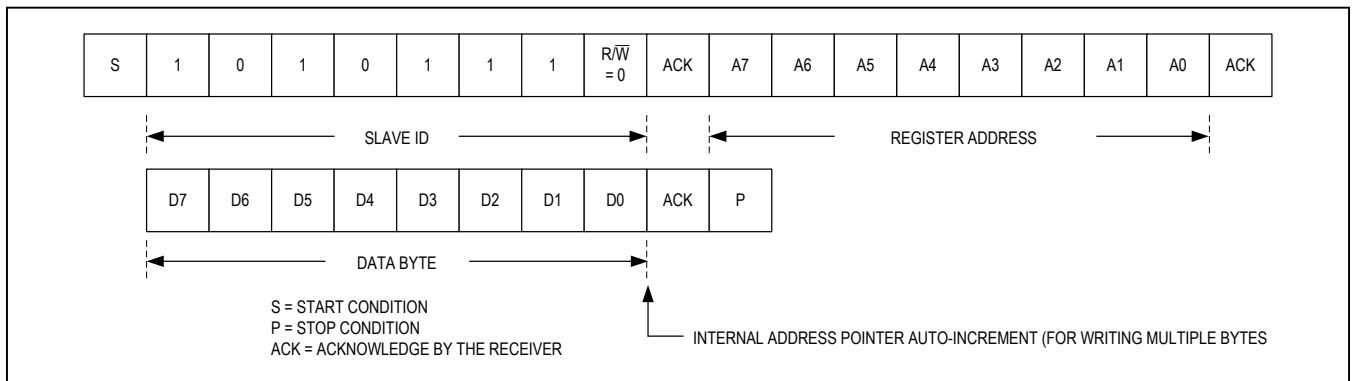 S 1 0 1 0 1 1 1 R/W̅ = 0 ACK A7 A6 A5 A4 A3 A2 A1 A0 ACK
SLAVE ID REGISTER ADDRESS
D7 D6 D5 D4 D3 D2 D1 D0 ACK P
DATA BYTE
S = START CONDITION
P = STOP CONDITION
ACK = ACKNOWLEDGE BY THE RECEIVER
INTERNAL ADDRESS POINTER AUTO-INCREMENT (FOR WRITING MULTIPLE BYTES